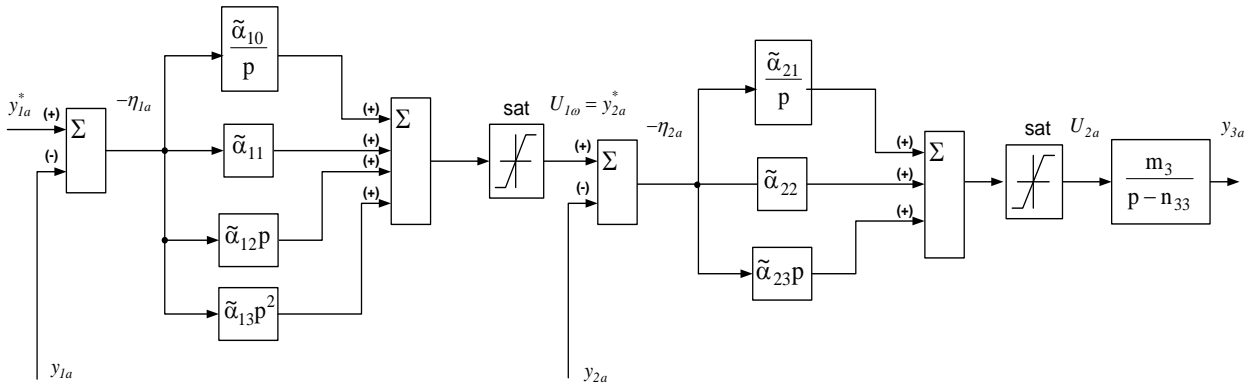 α̃₁₀
p
y*₁ₐ
(+)
Σ
(-)
−η₁ₐ
α̃₁₁
α̃₁₂p
α̃₁₃p²
y₁ₐ
(+)
(+)
(+)
(+)
Σ
sat
U₁ω = y*₂ₐ
(+)
Σ
(-)
−η₂ₐ
y₂ₐ
α̃₂₁
p
α̃₂₂
α̃₂₃p
(+)
(+)
(+)
Σ
sat
U₂ₐ
m₃
p − n₃₃
y₃ₐ